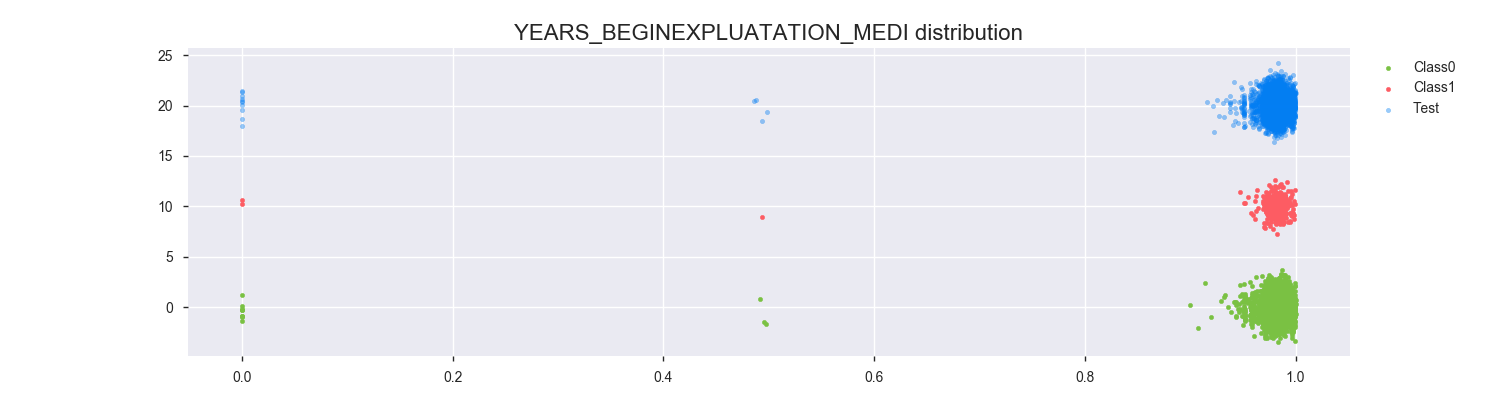 YEARS_BEGINEXPLUATATION_MEDI distribution
25
20
15
10
5
0
0.0 0.2 0.4 0.6 0.8 1.0
Class0
Class1
Test